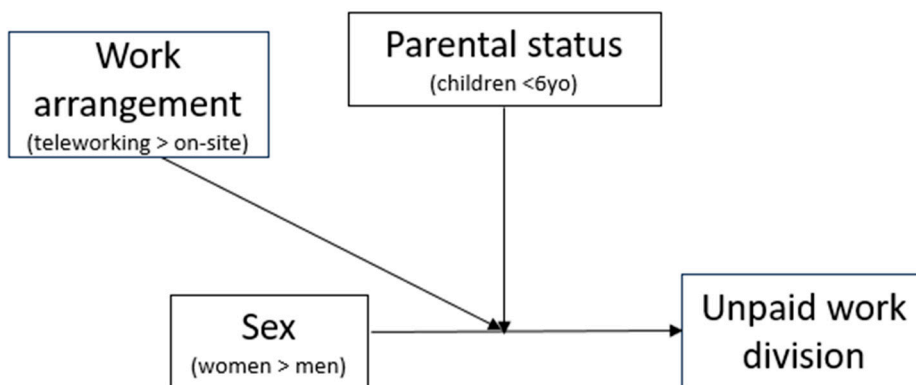 Work
arrangement
(teleworking > on-site)
Parental status
(children <6yo)
Sex
(women > men)
Unpaid work
division